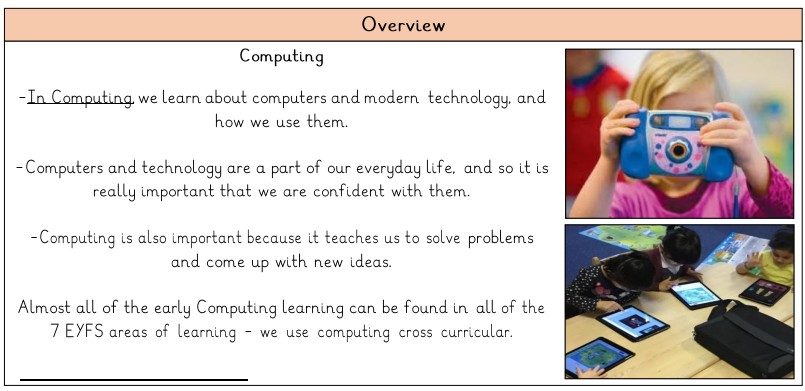 Overview
Computing
-In Computing, we learn about computers and modern technology, and
how we use them.
-Computers and technology are a part of our everyday life, and so it is
really important that we are confident with them.
-Computing is also important because it teaches us to solve problems
and come up with new ideas.
Almost all of the early Computing learning can be found in all of the
7 EYFS areas of learning – we use computing cross curricular.